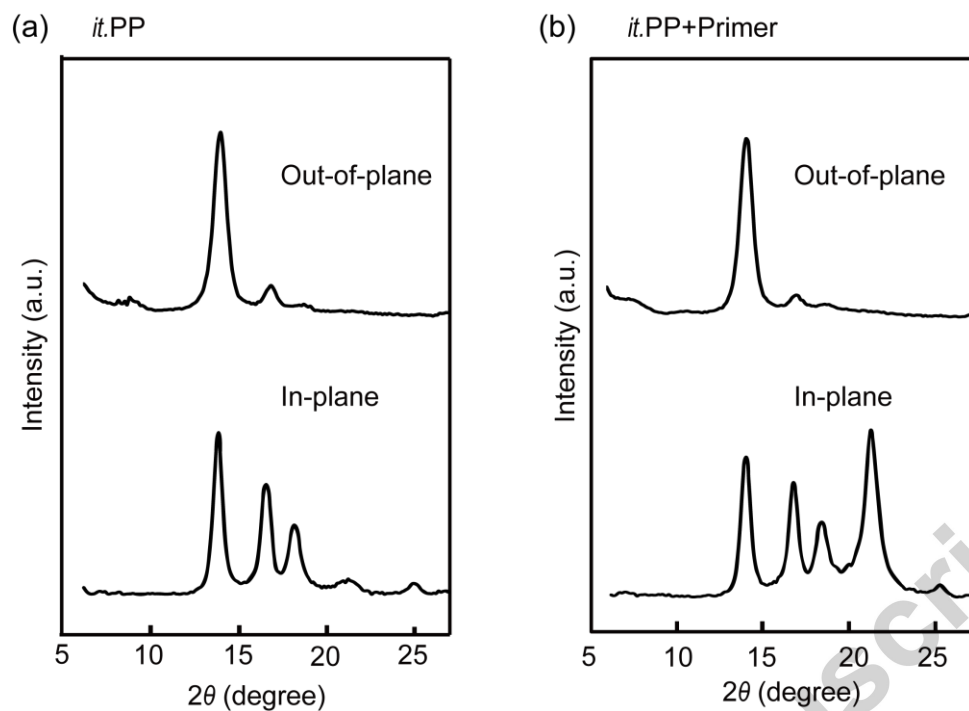 (a) it.PP
Out-of-plane
In-plane
Intensity (a.u.)
5 10 15 20 25
2θ (degree)
(b) it.PP+Primer
Out-of-plane
In-plane
Intensity (a.u.)
5 10 15 20 25
2θ (degree)
scri